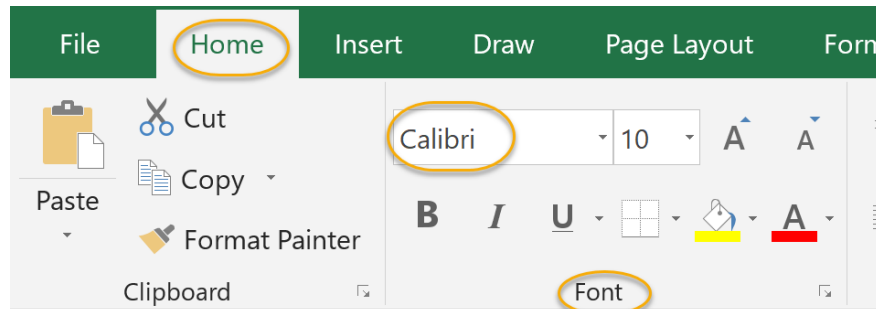 File Home Insert Draw Page Layout
Cut
Calibri 10 A A
Copy
Paste
B I U A
Format Painter
Clipboard Font